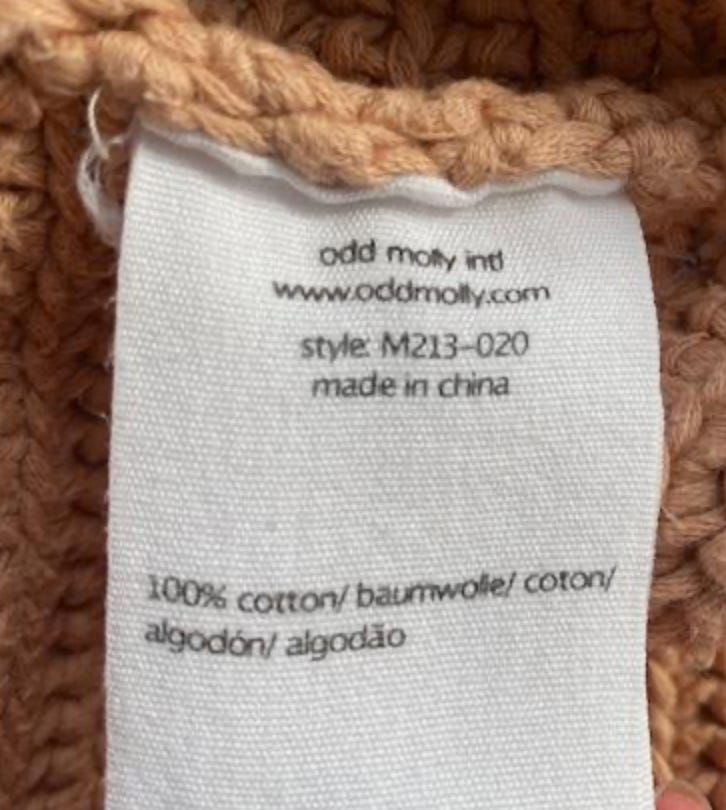 odd molly intl
www.oddmolly.com
style: M213-020
made in china
100% cotton/ baumwolle/ coton/
algodón/ algodão